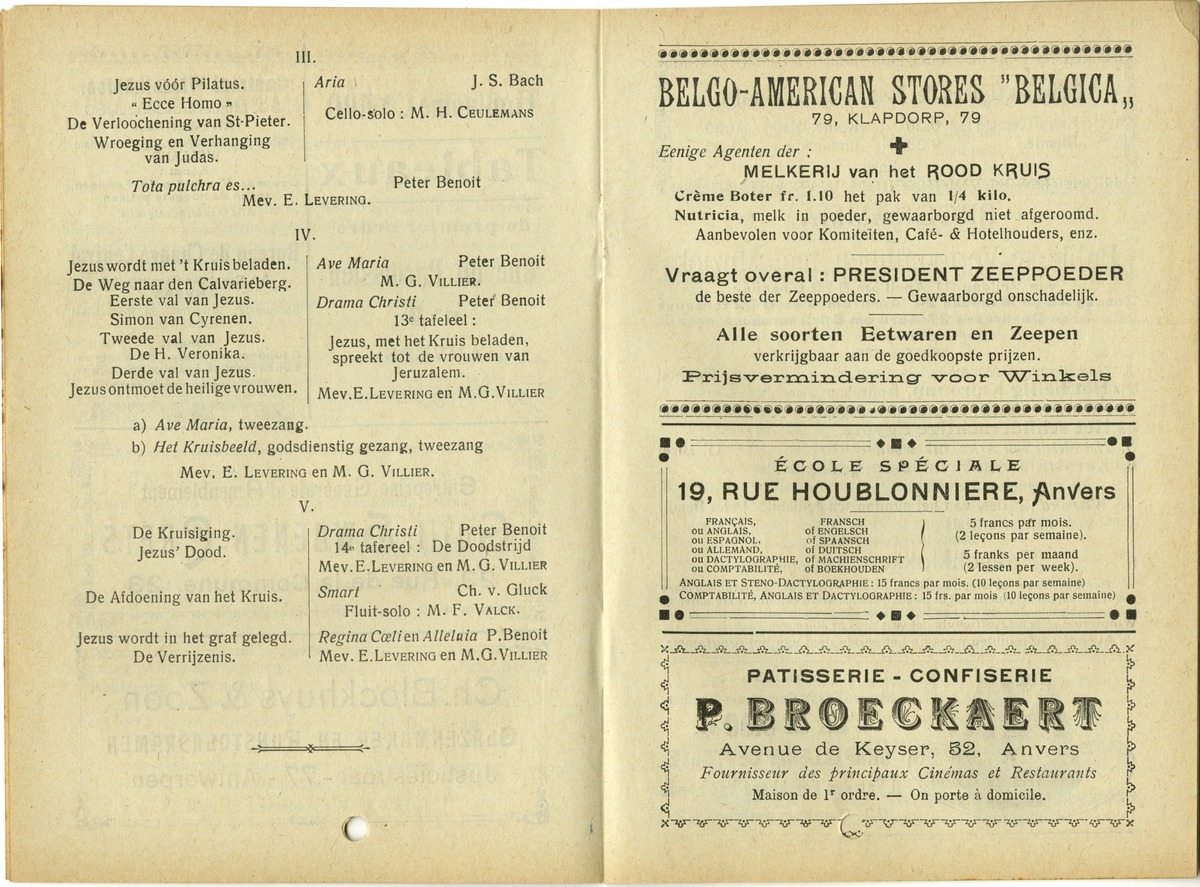 III.
Jezus vóór Pilatus.
« Ecce Homo »
De Verloochening van St-Pieter.
Wroeging en Verhanging
van Judas.
Aria J. S. Bach
Cello-solo : M. H. CEULEMANS
Tota pulchra es... Peter Benoit
Mev. E. LEVERING.
IV.
Jezus wordt met 't Kruis beladen.
De Weg naar den Calvarieberg.
Eerste val van Jezus.
Simon van Cyrenen.
Tweede val van Jezus.
De H. Veronika.
Derde val van Jezus.
Jezus ontmoet de heilige vrouwen.
Ave Maria Peter Benoit
M. G. VILLIER.
Drama Christi Peter Benoit
13e tafeleel :
Jezus, met het Kruis beladen,
spreekt tot de vrouwen van
Jeruzalem.
Mev. E. LEVERING en M. G. VILLIER
a) Ave Maria, tweezang.
b) Het Kruisbeeld, godsdienstig gezang, tweezang
Mev. E. LEVERING en M. G. VILLIER.
V.
De Kruisiging.
Jezus' Dood.
Drama Christi Peter Benoit
14e tafereel : De Doodstrijd
Mev. E. LEVERING en M. G. VILLIER
De Afdoening van het Kruis.
Smart Ch. v. Gluck
Fluit-solo : M. F. VALCK.
Jezus wordt in het graf gelegd.
De Verrijzenis.
Regina Cœli en Alleluia P. Benoit
Mev. E. LEVERING en M. G. VILLIER
BELGO-AMERICAN STORES "BELGICA„
79, KLAPDORP, 79
Eenige Agenten der :
MELKERIJ van het ROOD KRUIS
Crème Boter fr. 1.10 het pak van 1/4 kilo.
Nutricia, melk in poeder, gewaarborgd niet afgeroomd.
Aanbevolen voor Komiteiten, Café- & Hotelhouders, enz.
Vraagt overal : PRESIDENT ZEEPPOEDER
de beste der Zeeppoeders. — Gewaarborgd onschadelijk.
Alle soorten Eetwaren en Zeepen
verkrijgbaar aan de goedkoopste prijzen.
Prijsvermindering voor Winkels
ÉCOLE SPÉCIALE
19, RUE HOUBLONNIERE, Anvers
FRANÇAIS, FRANSCH
ou ANGLAIS, of ENGELSCH
ou ESPAGNOL, of SPAANSCH
ou ALLEMAND, of DUITSCH
ou DACTYLOGRAPHIE, of MACHIENSCHRIFT
ou COMPTABILITÉ, of BOEKHOUDEN
5 francs par mois.
(2 leçons par semaine).
5 franks per maand
(2 lessen per week).
ANGLAIS ET STENO-DACTYLOGRAPHIE : 15 francs par mois. (10 leçons par semaine)
COMPTABILITÉ, ANGLAIS ET DACTYLOGRAPHIE : 15 frs. par mois (10 leçons par semaine)
PATISSERIE - CONFISERIE
P. BROECKAERT
Avenue de Keyser, 52, Anvers
Fournisseur des principaux Cinémas et Restaurants
Maison de 1r ordre. — On porte à domicile.